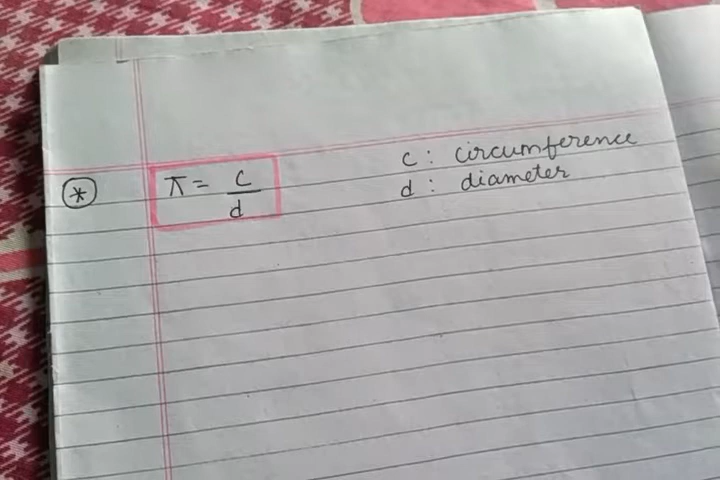 * π = c/d c : circumference
d : diameter